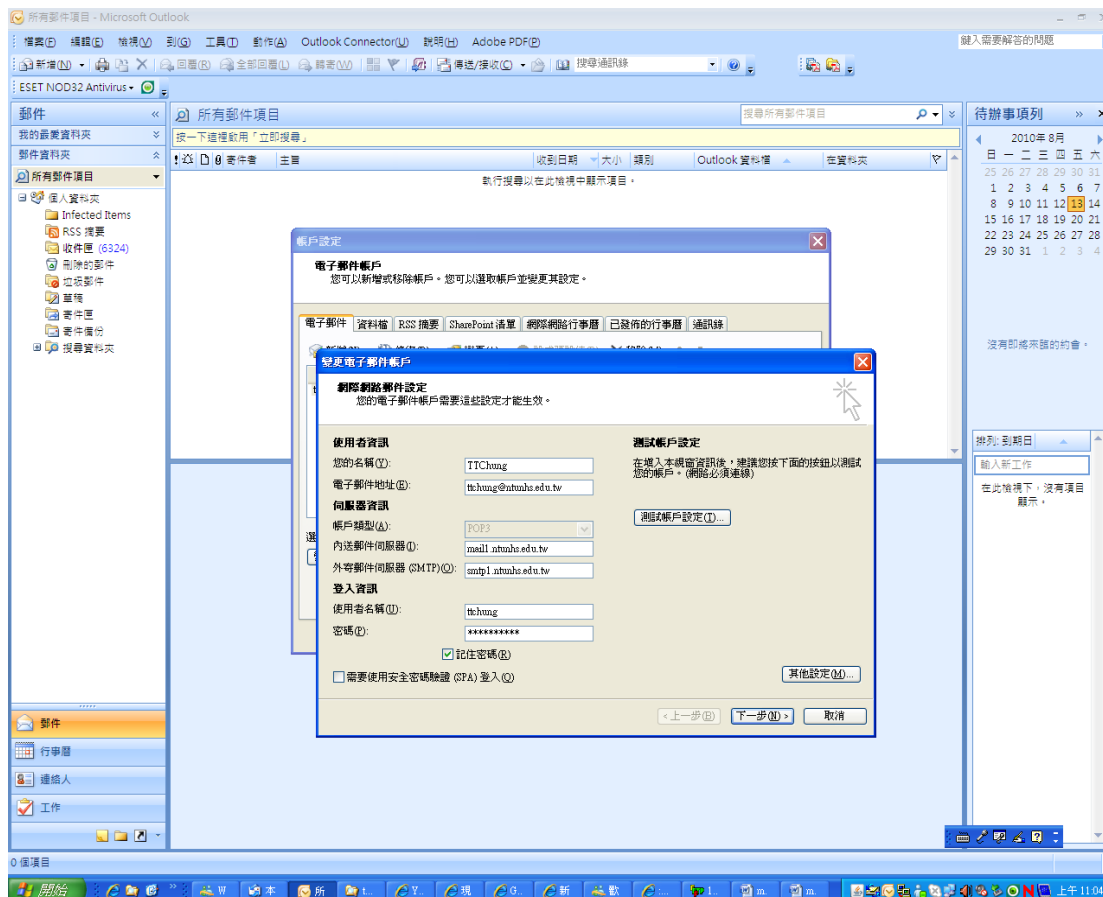 所有郵件項目 - Microsoft Outlook
檔案(F) 編輯(E) 檢視(V) 到(G) 工具(T) 動作(A) Outlook Connector(U) 說明(H) Adobe PDF(P) 鍵入需要解答的問題
新增(N) 回覆(R) 全部回覆(L) 轉寄(W) 傳送/接收(C) 搜尋通訊錄
ESET NOD32 Antivirus
郵件 «
我的最愛資料夾
郵件資料夾
所有郵件項目
個人資料夾
Infected Items
RSS 摘要
收件匣 (6324)
刪除的郵件
垃圾郵件
草稿
寄件匣
寄件備份
搜尋資料夾
郵件
行事曆
連絡人
工作
0 個項目
所有郵件項目 搜尋所有郵件項目
按一下這裡啟用「立即搜尋」
寄件者 主旨 收到日期 大小 類別 Outlook 資料檔 在資料夾
執行搜尋以在此檢視中顯示項目。
帳戶設定
電子郵件帳戶
您可以新增或移除帳戶。您可以選取帳戶並變更其設定。
電子郵件 資料檔 RSS 摘要 SharePoint 清單 網際網路行事曆 已發佈的行事曆 通訊錄
變更電子郵件帳戶
網際網路郵件設定
您的電子郵件帳戶需要這些設定才能生效。
使用者資訊
您的名稱(Y): TTChung
電子郵件地址(E): ttchung@ntunhs.edu.tw
伺服器資訊
帳戶類型(A): POP3
內送郵件伺服器(I): mail1.ntunhs.edu.tw
外寄郵件伺服器 (SMTP)(O): smtp1.ntunhs.edu.tw
登入資訊
使用者名稱(U): ttchung
密碼(P): **********
記住密碼(R)
需要使用安全密碼驗證 (SPA) 登入(Q)
測試帳戶設定
在填入本視窗資訊後，建議您按下面的按鈕以測試
您的帳戶。(網路必須連線)
測試帳戶設定(T)...
其他設定(M)...
<上一步(B) 下一步(N) > 取消
待辦事項列 »
2010年 8月
日 一 二 三 四 五 六
25 26 27 28 29 30 31
1 2 3 4 5 6 7
8 9 10 11 12 13 14
15 16 17 18 19 20 21
22 23 24 25 26 27 28
29 30 31 1 2 3 4
沒有即將來臨的約會。
排列: 到期日
輸入新工作
在此檢視下，沒有項目
顯示。
開始 W 本 所 t... Y... 現 G... 新 歡 :... 1... m. m. 上午 11:04